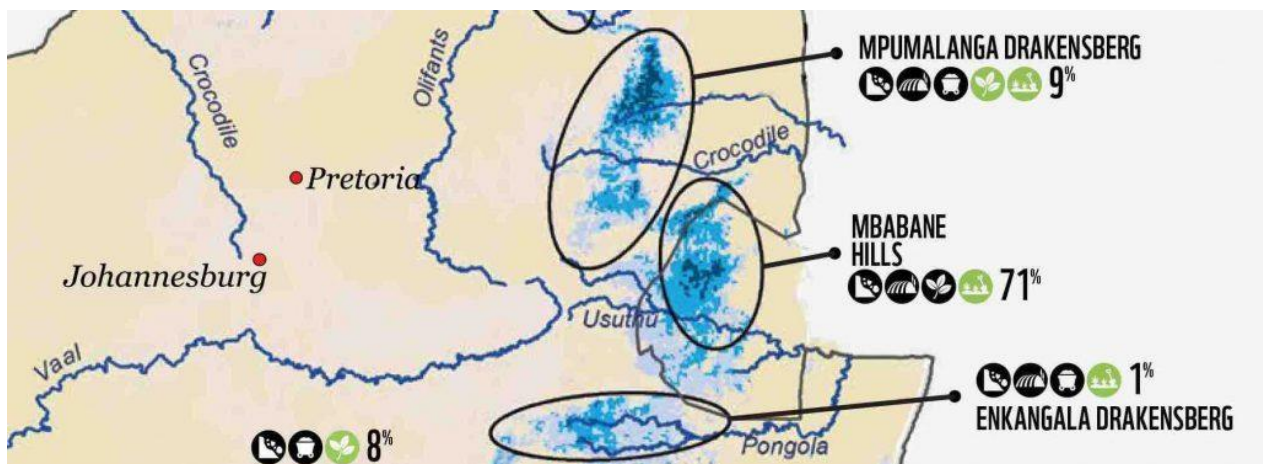 MPUMALANGA DRAKENSBERG
9%
Crocodile
Olifants
Crocodile
Pretoria
MBABANE
HILLS
71%
Johannesburg
Usuthu
Vaal
1%
ENKANGALA DRAKENSBERG
Pongola
8%